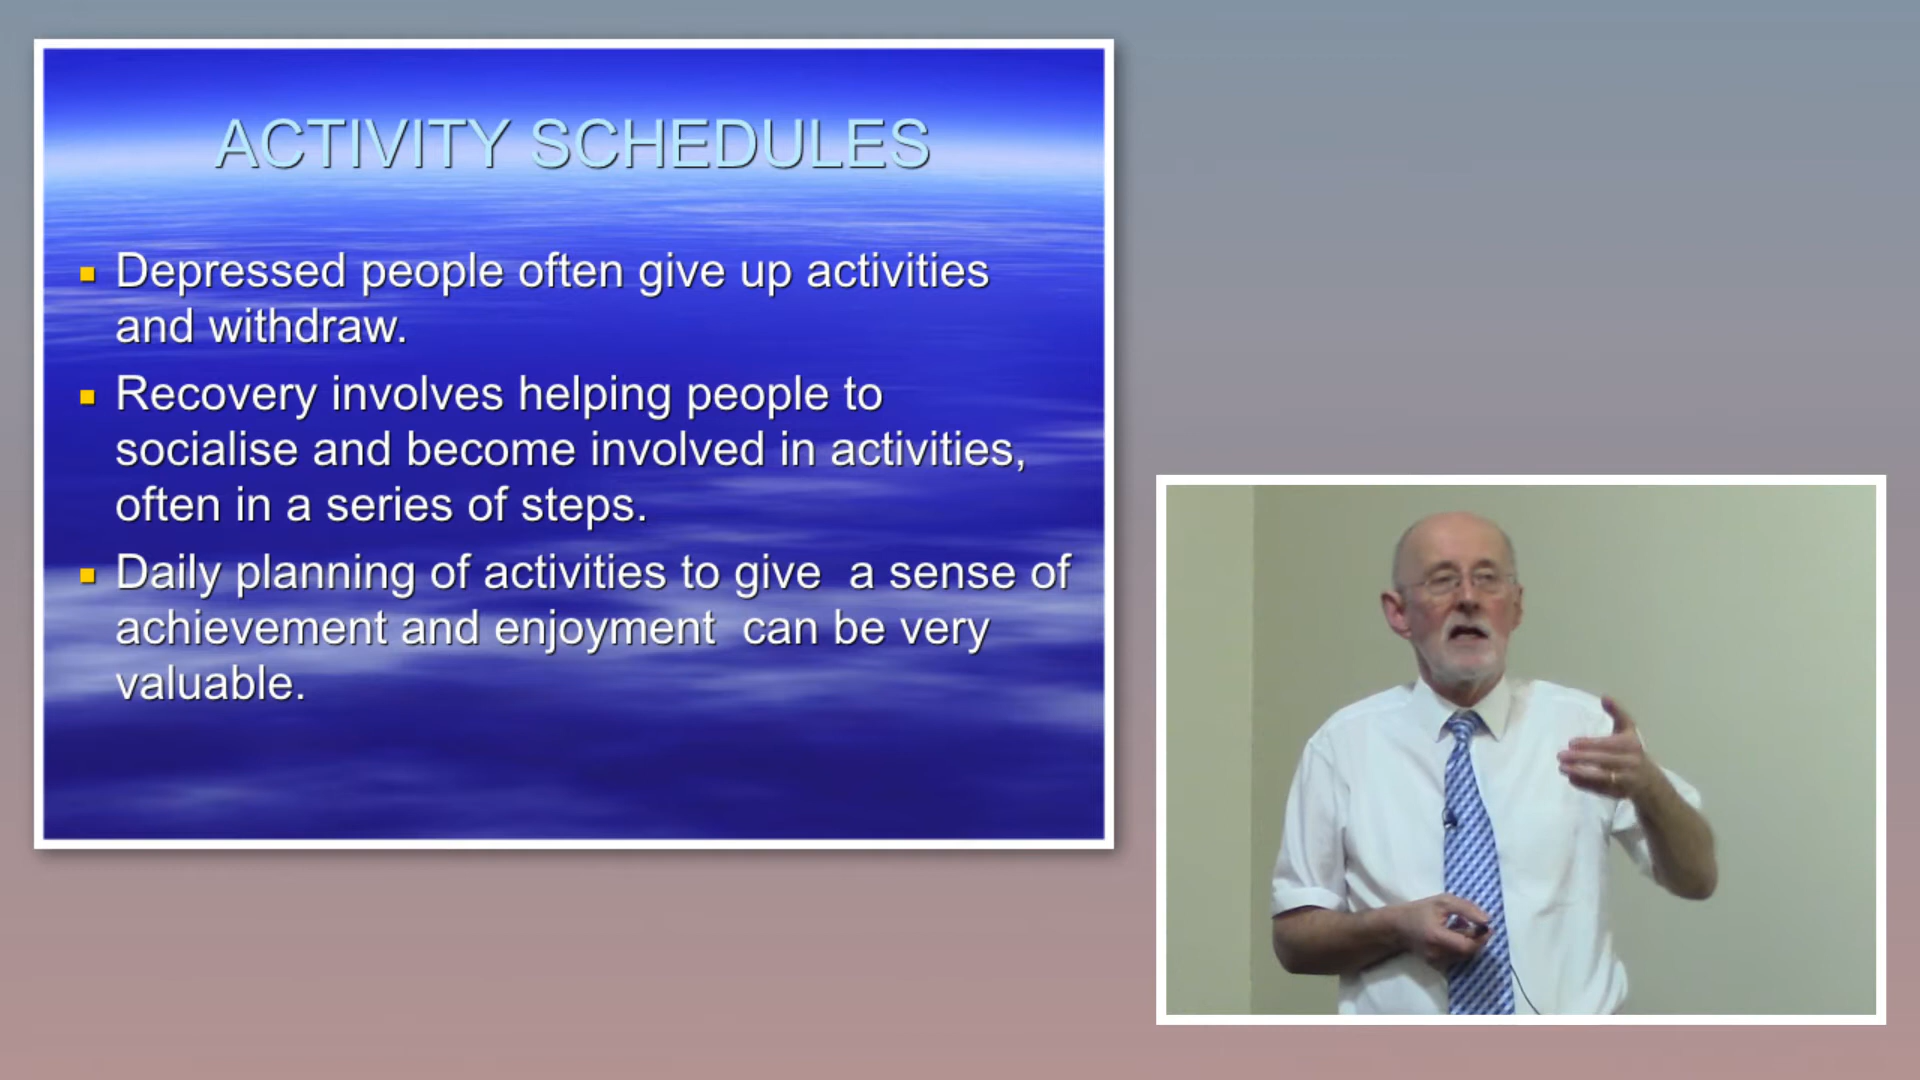 ACTIVITY SCHEDULES
Depressed people often give up activities
and withdraw.
Recovery involves helping people to
socialise and become involved in activities,
often in a series of steps.
Daily planning of activities to give  a sense of
achievement and enjoyment  can be very
valuable.